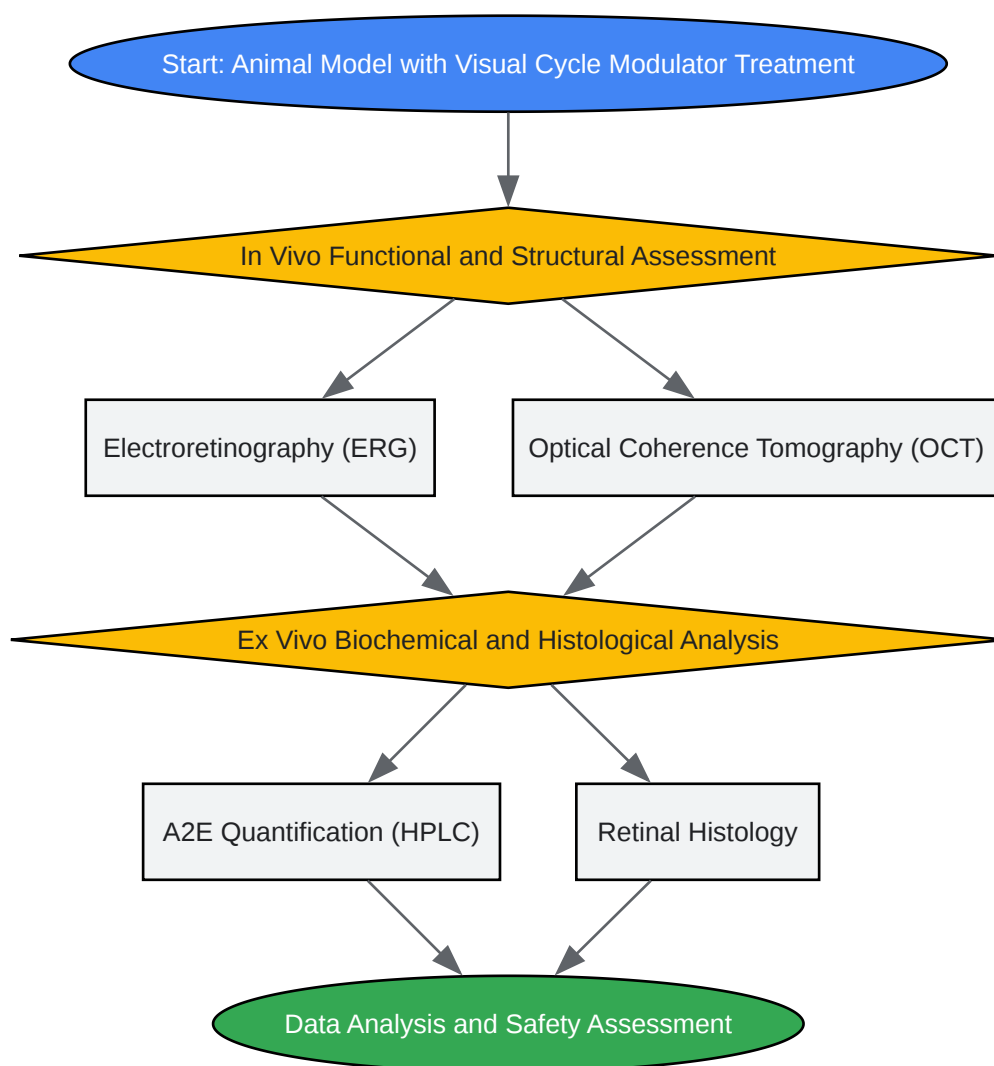 Start: Animal Model with Visual Cycle Modulator Treatment
In Vivo Functional and Structural Assessment
Electroretinography (ERG)
Optical Coherence Tomography (OCT)
Ex Vivo Biochemical and Histological Analysis
A2E Quantification (HPLC)
Retinal Histology
Data Analysis and Safety Assessment